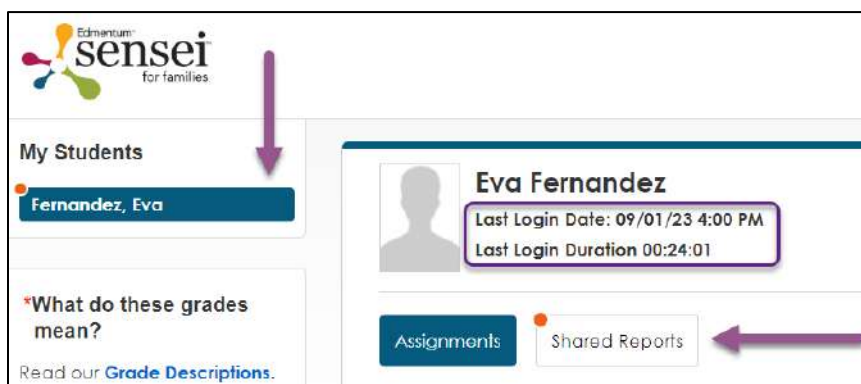 Edmentum
sensei
for families
My Students
Fernandez, Eva
*What do these grades
mean?
Read our Grade Descriptions.
Eva Fernandez
Last Login Date: 09/01/23 4:00 PM
Last Login Duration 00:24:01
Assignments
Shared Reports